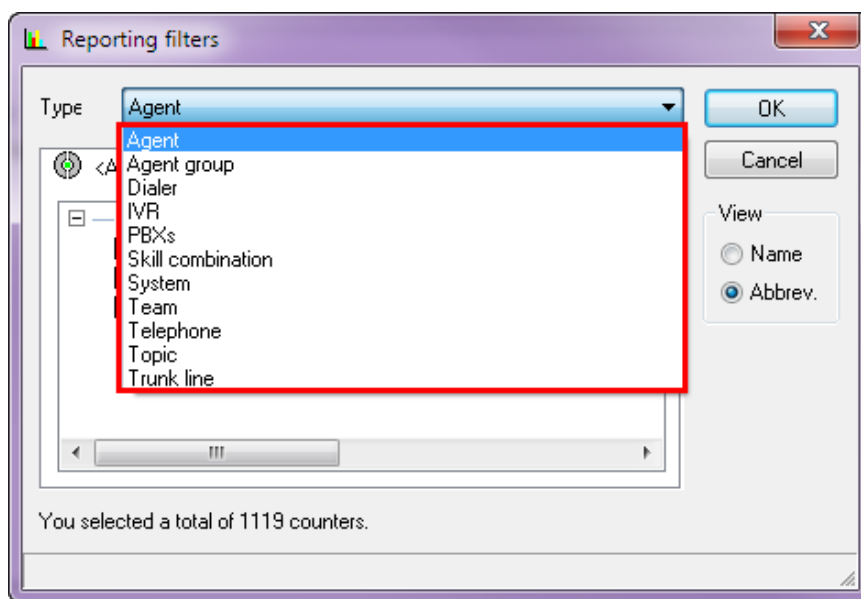 Reporting filters
Type Agent OK
Agent
<A Agent group Cancel
Dialer
IVR View
PBXs
Skill combination Name
System
Team Abbrev.
Telephone
Topic
Trunk line
You selected a total of 1119 counters.